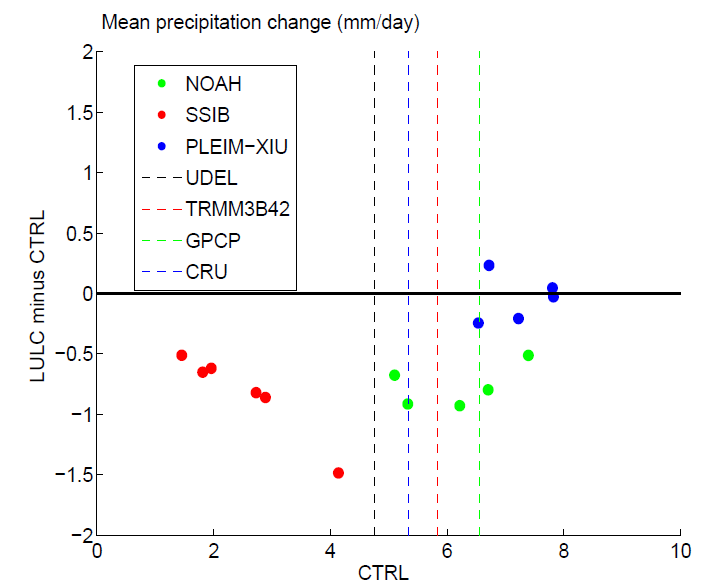 Mean precipitation change (mm/day)
2
1.5
1
0.5
0
−0.5
−1
−1.5
−2
LULC minus CTRL
NOAH
SSIB
PLEIM−XIU
UDEL
TRMM3B42
GPCP
CRU
0 2 4 6 8 10
CTRL